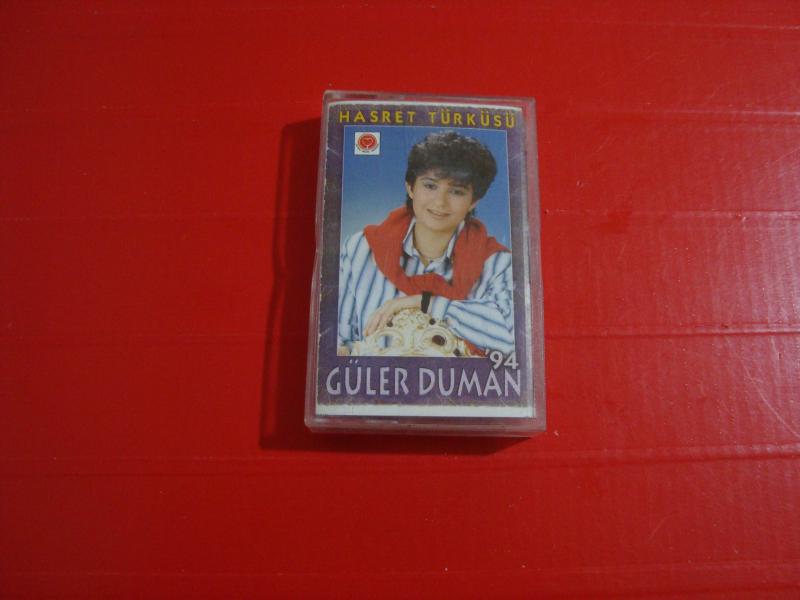 HASRET TÜRKÜSÜ
'94
GÜLER DUMAN